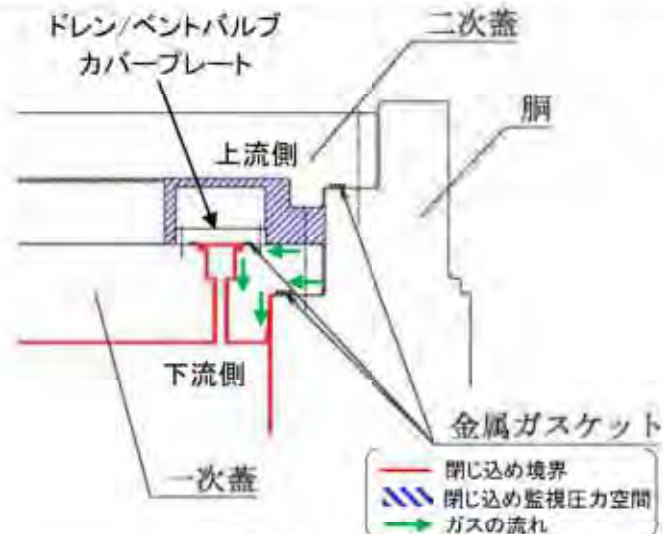 ドレン/ベントバルブ
カバープレート
二次蓋
胴
上流側
下流側
金属ガスケット
一次蓋
閉じ込め境界
閉じ込め監視圧力空間
ガスの流れ